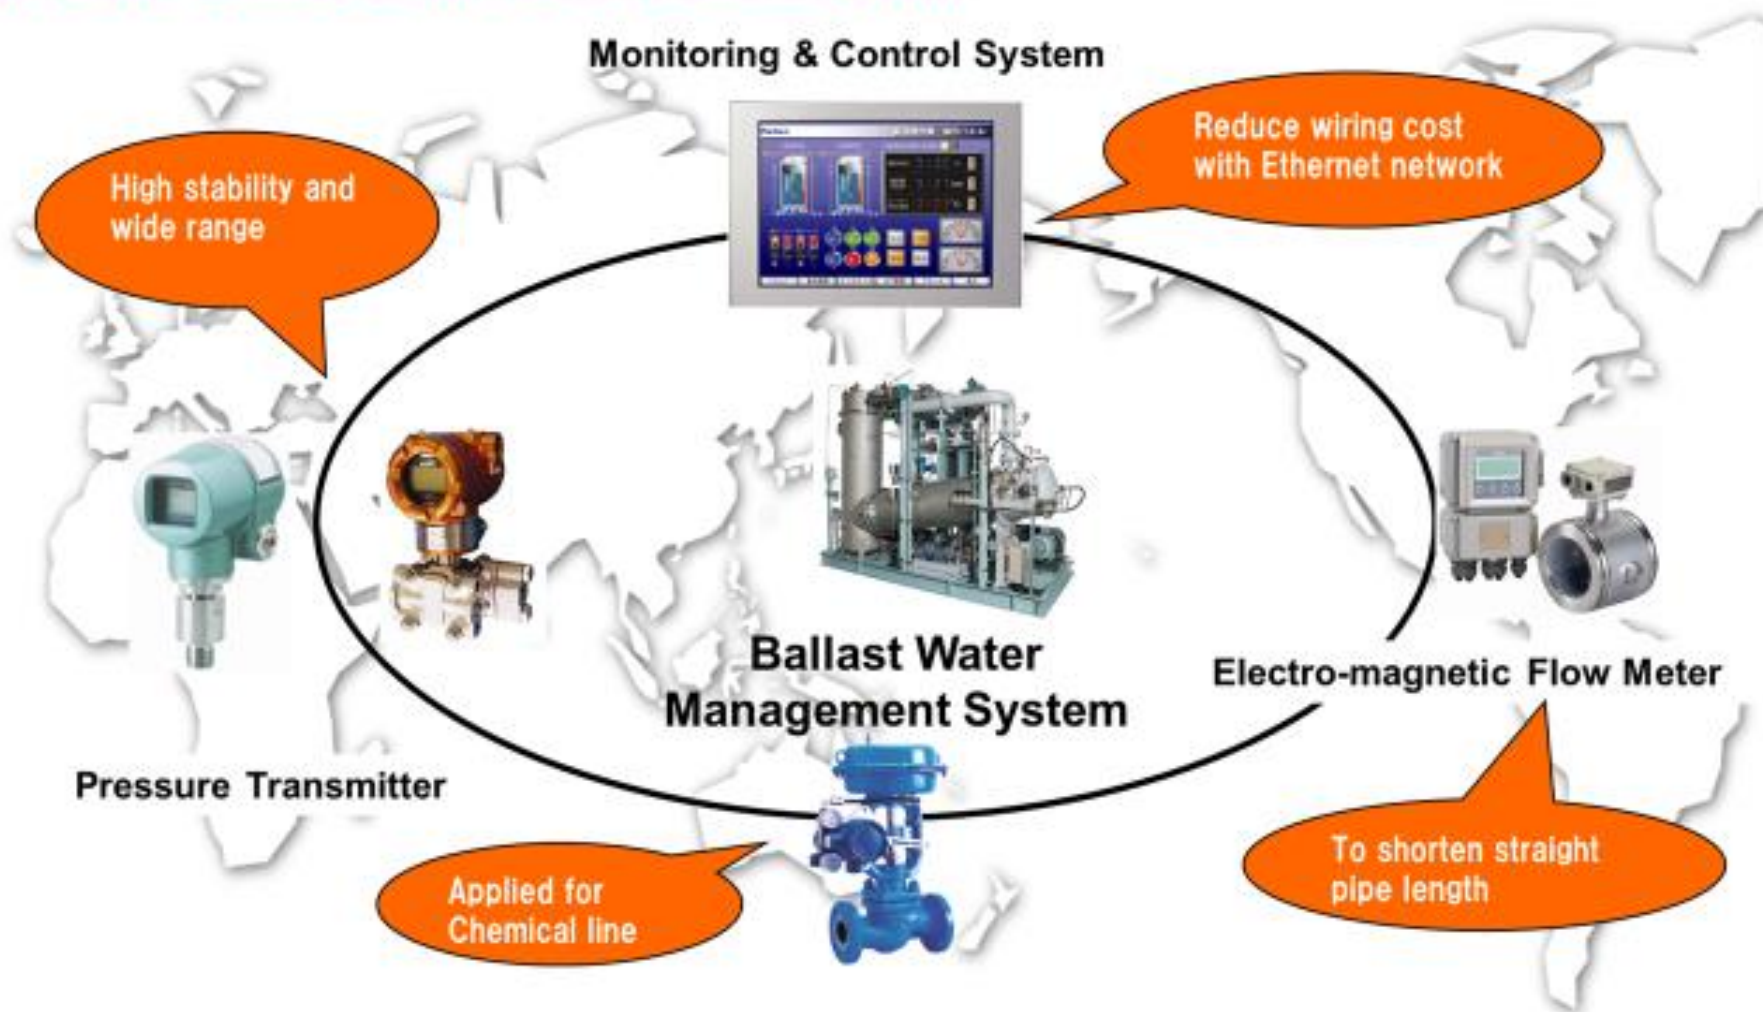 Monitoring & Control System
Reduce wiring cost
with Ethernet network
High stability and
wide range
Ballast Water
Management System
Electro-magnetic Flow Meter
Pressure Transmitter
To shorten straight
pipe length
Applied for
Chemical line